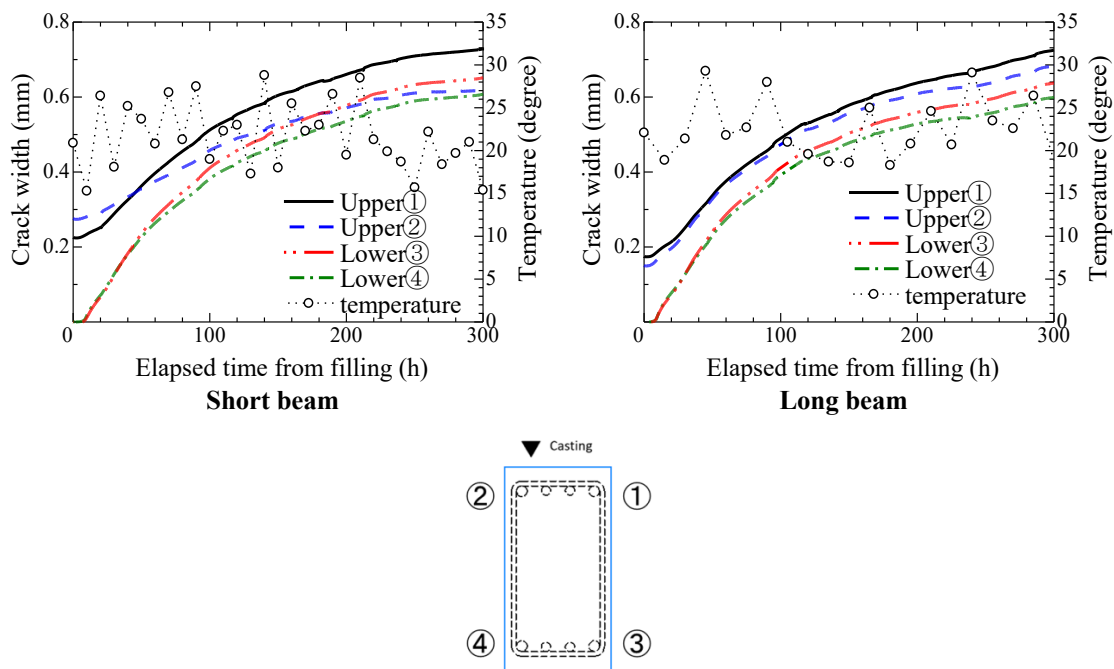 0.8
0.6
0.4
0.2
Crack width (mm)
35
30
25
20
15
10
5
0
Temperature (degree)
Upper①
Upper②
Lower③
Lower④
temperature
0 100 200 300
Elapsed time from filling (h)
Short beam
0.8
0.6
0.4
0.2
Crack width (mm)
35
30
25
20
15
10
5
0
Temperature (degree)
Upper①
Upper②
Lower③
Lower④
temperature
0 100 200 300
Elapsed time from filling (h)
Long beam
Casting
② ①
④ ③